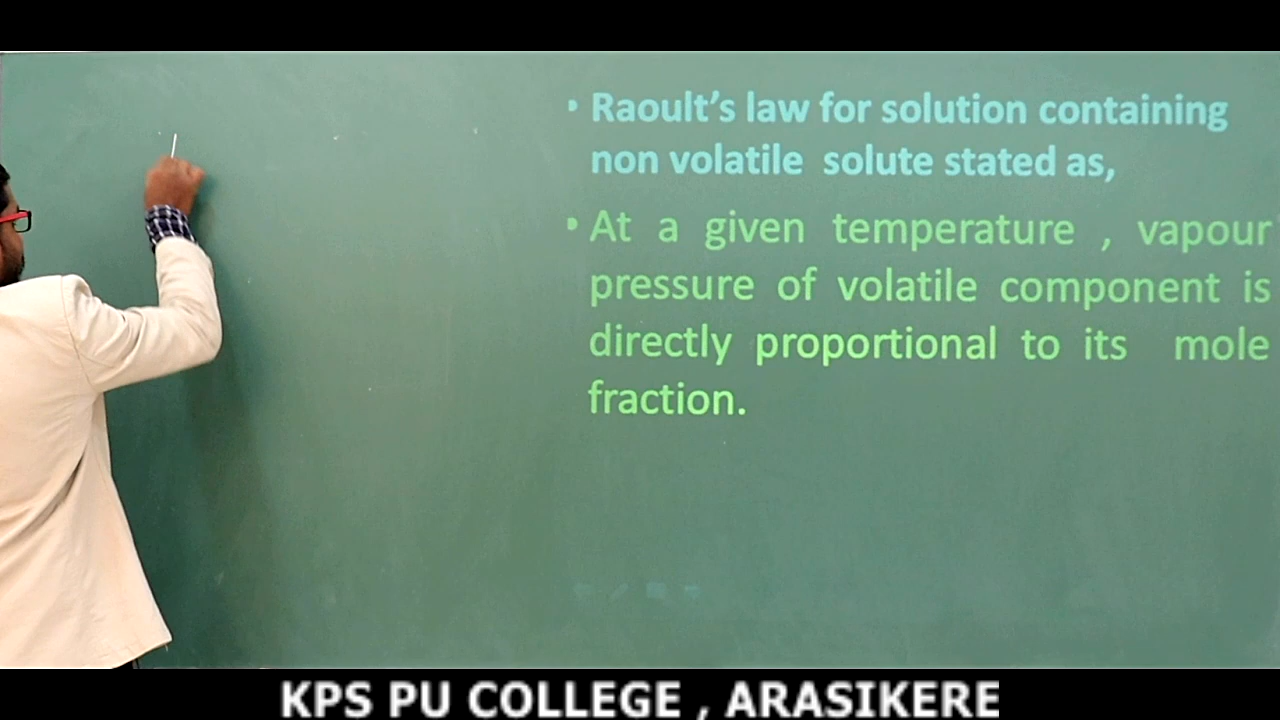 • Raoult’s law for solution containing
non volatile solute stated as,
• At a given temperature , vapour
pressure of volatile component is
directly proportional to its mole
fraction.
KPS PU COLLEGE , ARASIKERE